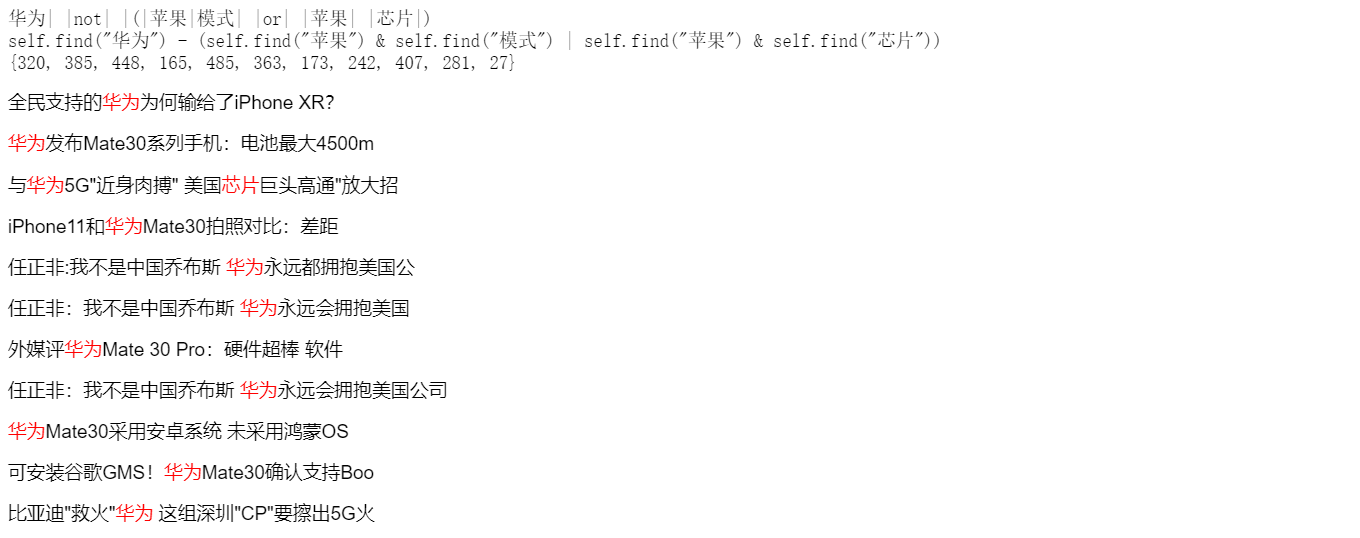 华为| |not| |(|苹果|模式| |or| |苹果| |芯片|)
self.find("华为") - (self.find("苹果") & self.find("模式") | self.find("苹果") & self.find("芯片"))
{320, 385, 448, 165, 485, 363, 173, 242, 407, 281, 27}
全民支持的华为为何输给了iPhone XR？
华为发布Mate30系列手机：电池最大4500m
与华为5G"近身肉搏" 美国芯片巨头高通"放大招
iPhone11和华为Mate30拍照对比：差距
任正非:我不是中国乔布斯 华为永远都拥抱美国公
任正非：我不是中国乔布斯 华为永远会拥抱美国
外媒评华为Mate 30 Pro：硬件超棒 软件
任正非：我不是中国乔布斯 华为永远会拥抱美国公司
华为Mate30采用安卓系统 未采用鸿蒙OS
可安装谷歌GMS！华为Mate30确认支持Boo
比亚迪"救火"华为 这组深圳"CP"要擦出5G火